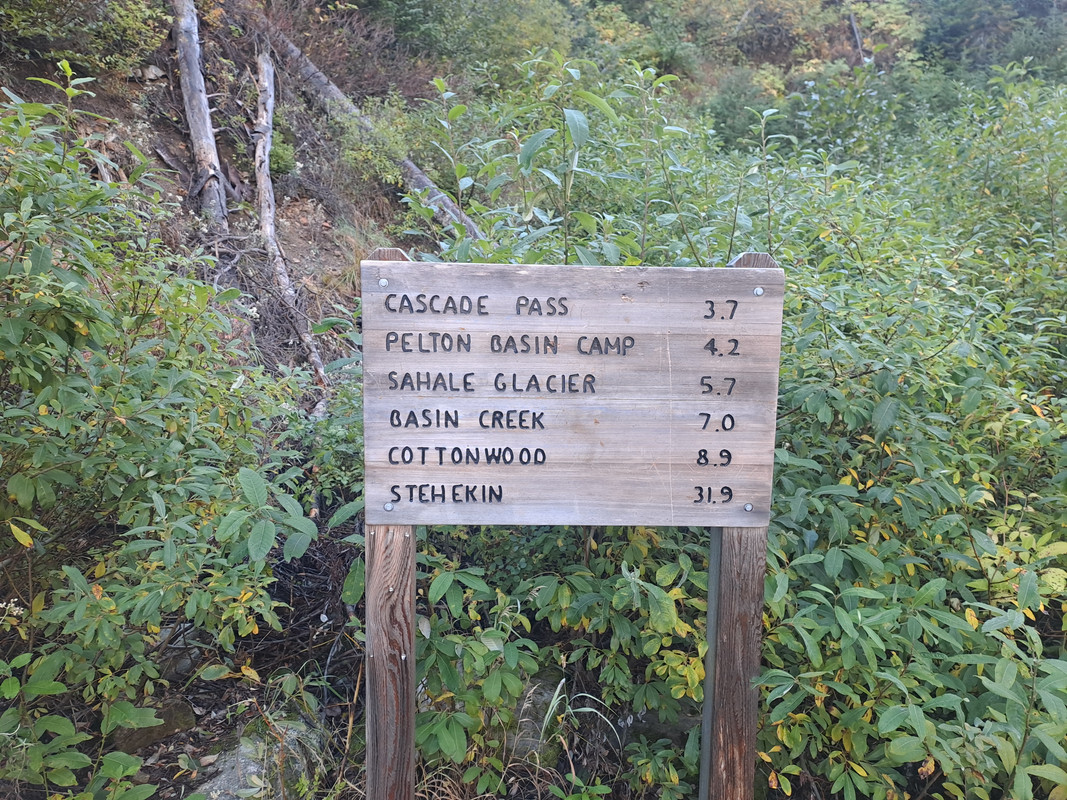 CASCADE PASS 3.7
PELTON BASIN CAMP 4.2
SAHALE GLACIER 5.7
BASIN CREEK 7.0
COTTONWOOD 8.9
STEHEKIN 31.9